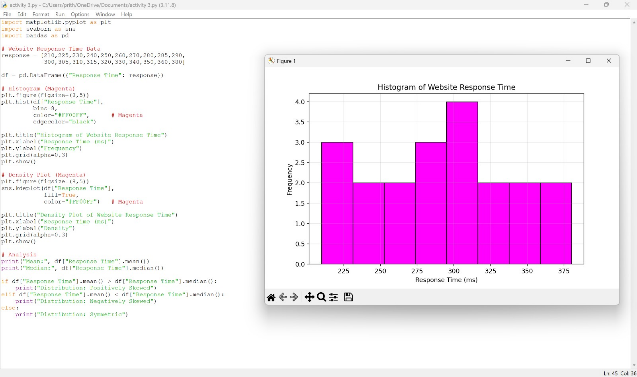 activity 3.py - C:/Users/prith/OneDrive/Documents/activity 3.py (3.11.8)
File Edit Format Run Options Window Help
import matplotlib.pyplot as plt
import seaborn as sns
import pandas as pd
# Website Response Time Data
response = [210,225,230,240,250,260,270,280,285,290,
300,305,310,315,320,330,340,350,360,380]
df = pd.DataFrame({"Response Time": response})
# Histogram (Magenta)
plt.figure(figsize=(8,5))
plt.hist(df["Response Time"],
bins=8,
color="#FF00FF", # Magenta
edgecolor="black")
plt.title("Histogram of Website Response Time")
plt.xlabel("Response Time (ms)")
plt.ylabel("Frequency")
plt.grid(alpha=0.3)
plt.show()
# Density Plot (Magenta)
plt.figure(figsize=(8,5))
sns.kdeplot(df["Response Time"],
fill=True,
color="#FF00FF") # Magenta
plt.title("Density Plot of Website Response Time")
plt.xlabel("Response Time (ms)")
plt.ylabel("Density")
plt.grid(alpha=0.3)
plt.show()
# Analysis
print("Mean:", df["Response Time"].mean())
print("Median:", df["Response Time"].median())
if df["Response Time"].mean() > df["Response Time"].median():
print("Distribution: Positively Skewed")
elif df["Response Time"].mean() < df["Response Time"].median():
print("Distribution: Negatively Skewed")
else:
print("Distribution: Symmetric")
Figure 1
Histogram of Website Response Time
4.0
3.5
3.0
2.5
2.0
1.5
1.0
0.5
0.0
Frequency
225 250 275 300 325 350 375
Response Time (ms)
Ln: 45 Col: 36